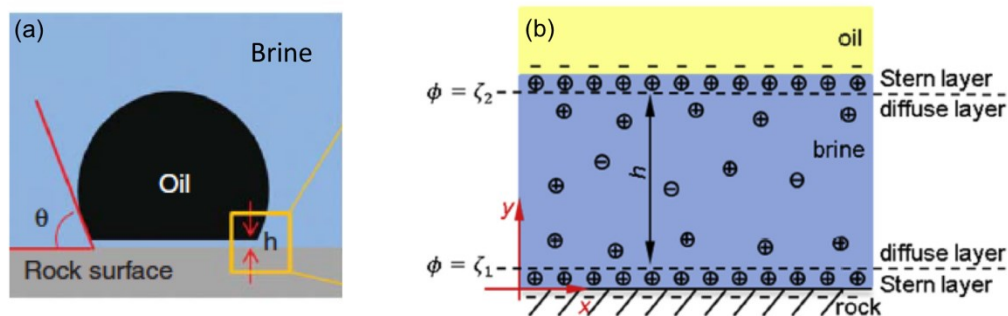 (a)
Brine
Oil
θ
h
Rock surface
(b)
oil
Stern layer
ϕ = ζ₂
diffuse layer
brine
h
y
diffuse layer
ϕ = ζ₁
Stern layer
x
rock